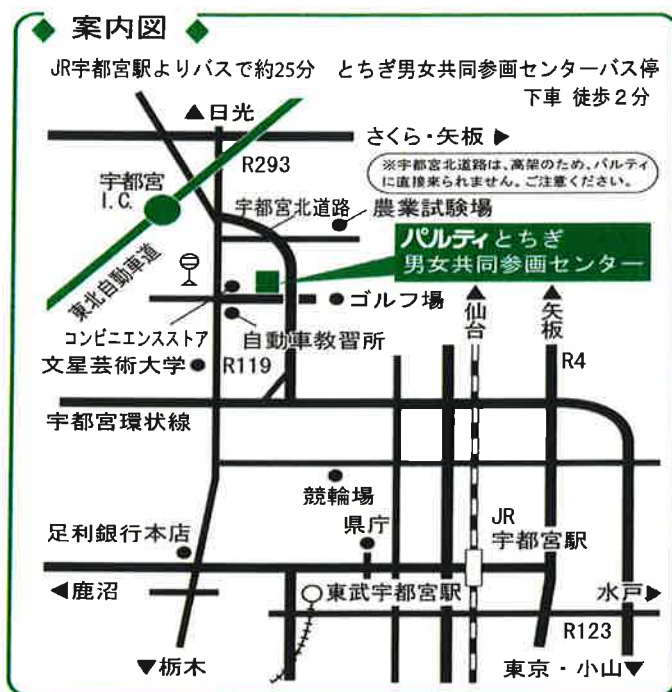 ◆ 案内図 ◆
JR宇都宮駅よりバスで約25分 とちぎ男女共同参画センターバス停
下車 徒歩2分
▲日光
さくら・矢板 ▶
R293
※宇都宮北道路は、高架のため、パルティ
に直接来られません。ご注意ください。
宇都宮
I.C.
宇都宮北道路
農業試験場
パルティとちぎ
男女共同参画センター
東北自動車道
ゴルフ場
▲仙台
▲矢板
コンビニエンスストア
自動車教習所
文星芸術大学
R119
R4
宇都宮環状線
競輪場
足利銀行本店
県庁
JR
宇都宮駅
◀鹿沼
東武宇都宮駅
水戸▶
R123
▼栃木
東京・小山▼